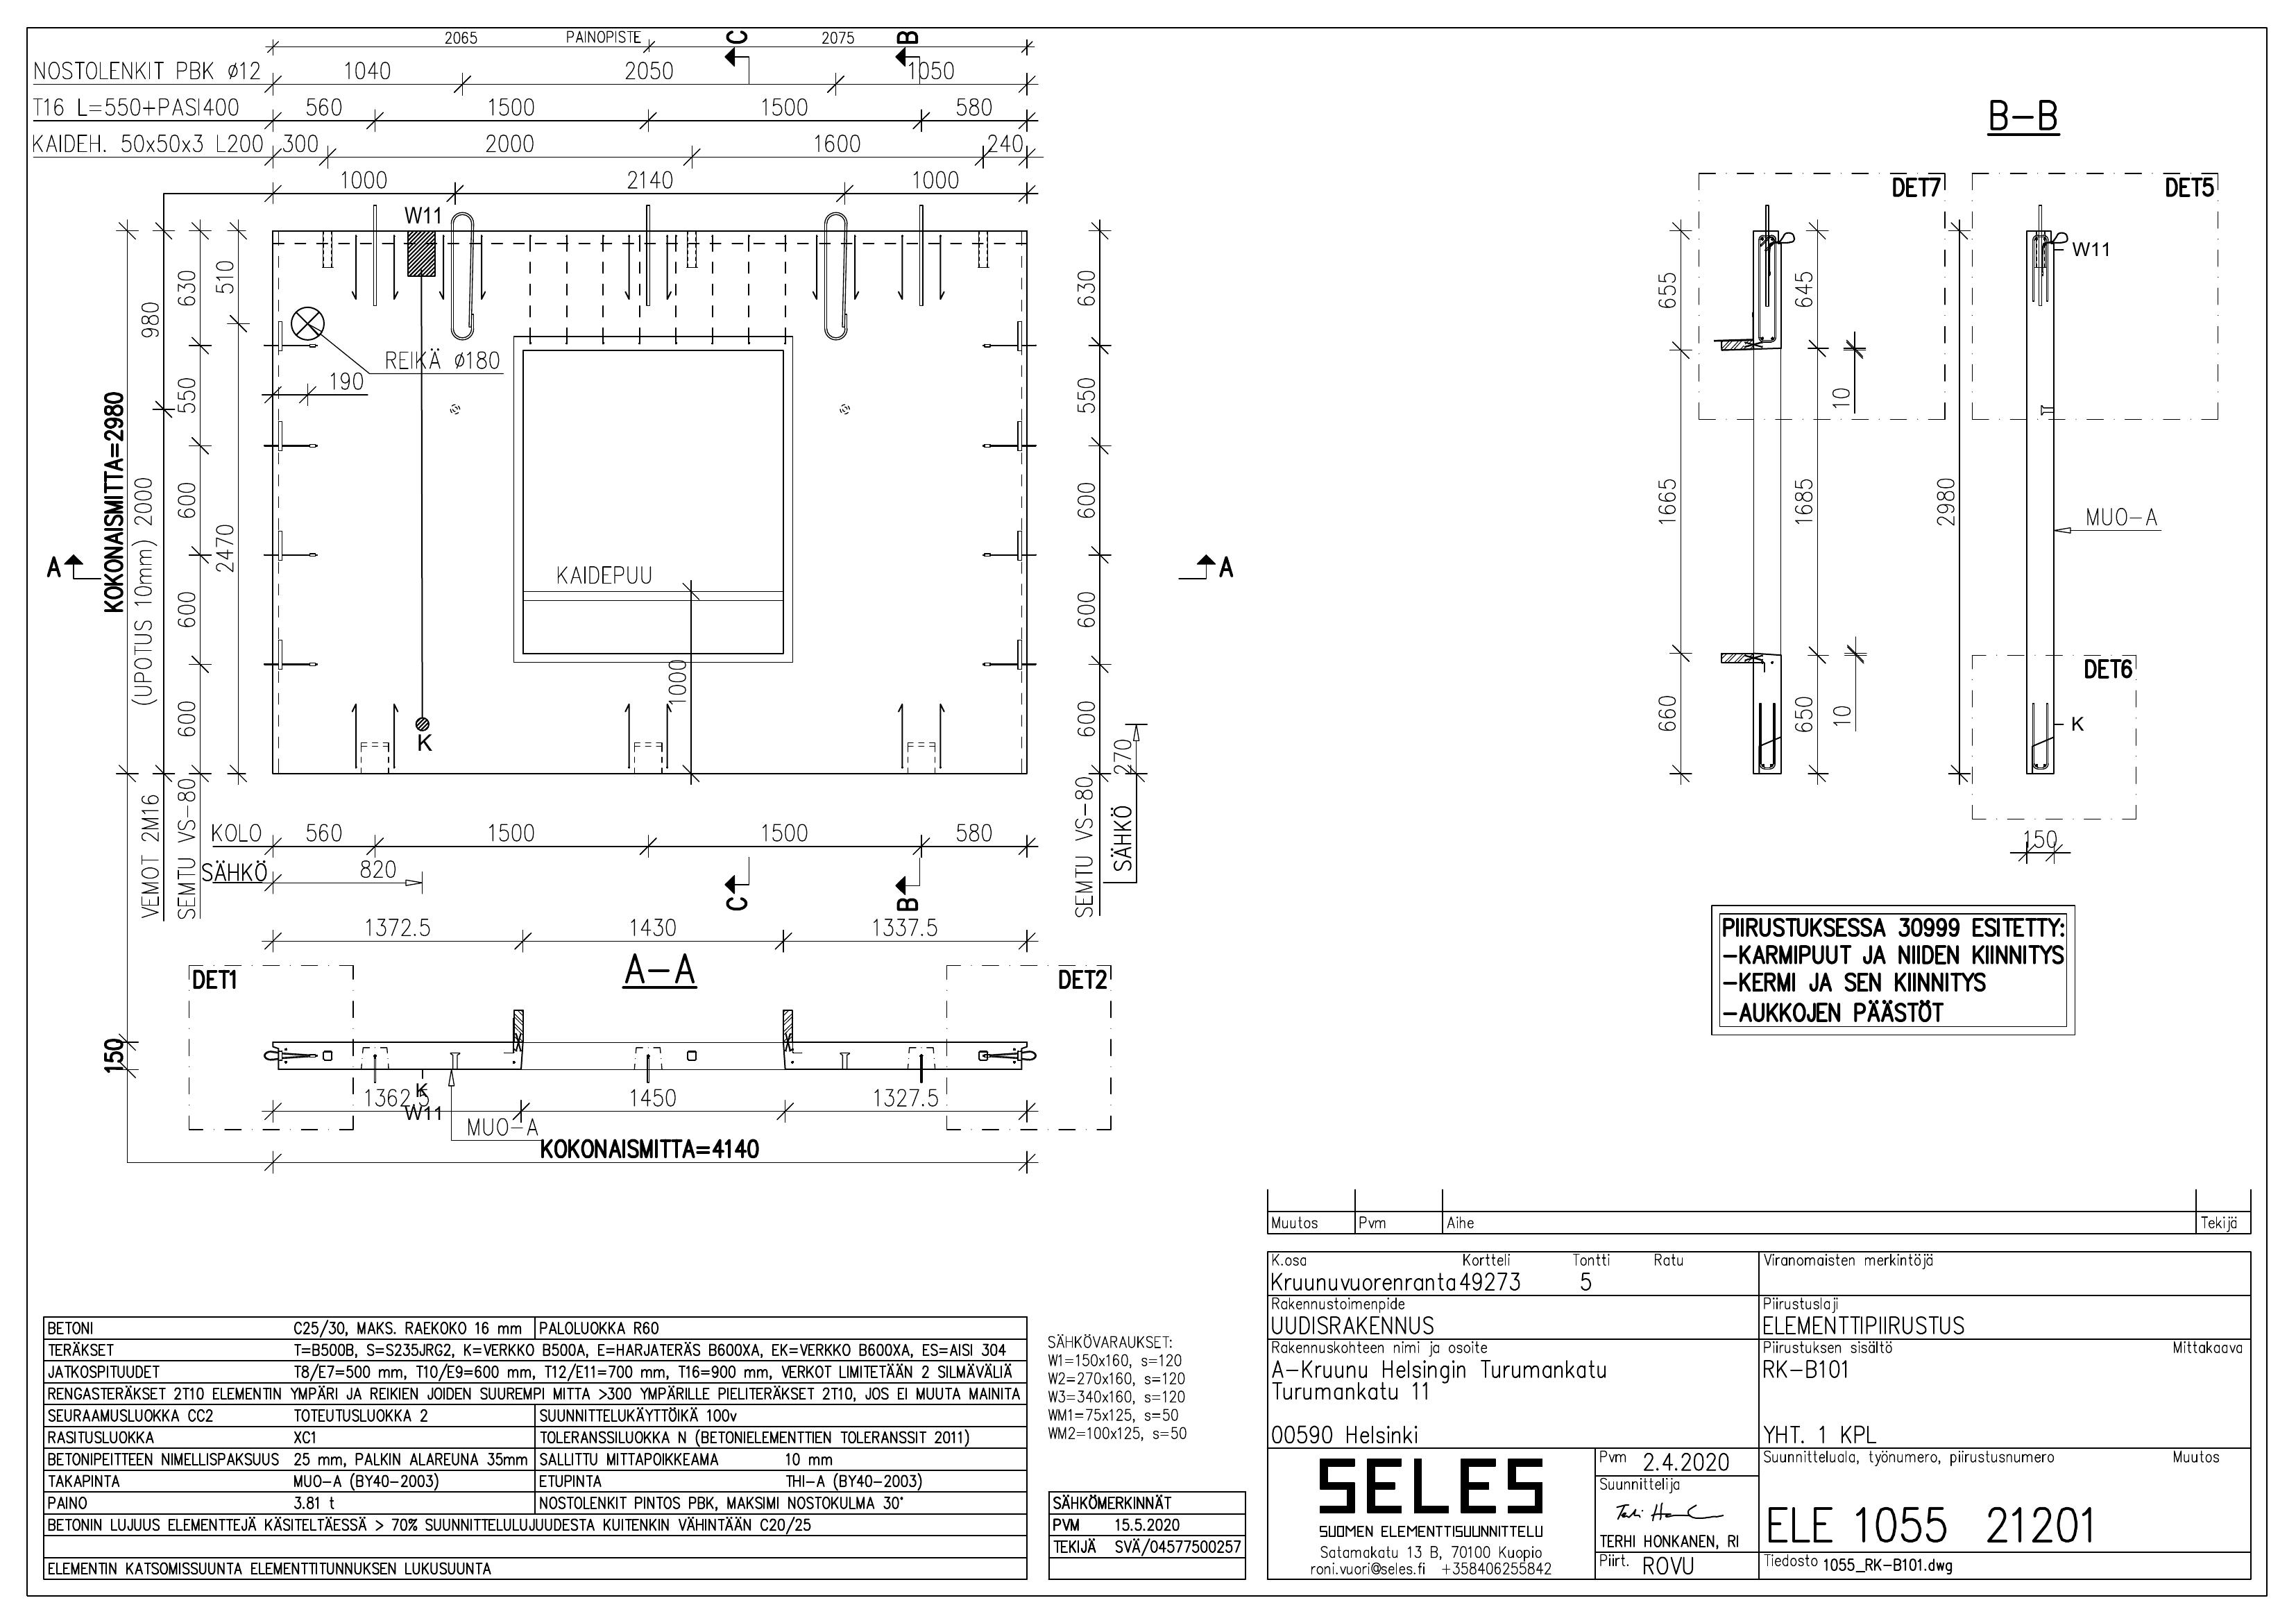 2065 PAINOPISTE 2075
C B
NOSTOLENKIT PBK ø12 1040 2050 1050
T16 L=550+PASI400 560 1500 1500 580
KAIDEH. 50x50x3 L200 300 2000 1600 240
1000 2140 1000
W11
REIKÄ ø180
190
KAIDEPUU
1000
K
A A
KOKONAISMITTA=2980
980
(UPOTUS 10mm) 2000
VEMOT 2M16
630
550
600
600
600
SEMTU VS-80
510
2470
630
550
600
600
600
SEMTU VS-80
270
SÄHKÖ
KOLO 560 1500 1500 580
SÄHKÖ 820
C B
1372.5 1430 1337.5
A-A
DET1 DET2
150
K
W11
1362.5 1450 1327.5
MUO-A
KOKONAISMITTA=4140
B-B
DET7 DET5
W11
655
645
10
1665
1685
2980
MUO-A
DET6
660
650
10
K
150
PIIRUSTUKSESSA 30999 ESITETTY:
-KARMIPUUT JA NIIDEN KIINNITYS
-KERMI JA SEN KIINNITYS
-AUKKOJEN PÄÄSTÖT
BETONI C25/30, MAKS. RAEKOKO 16 mm PALOLUOKKA R60
TERÄKSET T=B500B, S=S235JRG2, K=VERKKO B500A, E=HARJATERÄS B600XA, EK=VERKKO B600XA, ES=AISI 304
JATKOSPITUUDET T8/E7=500 mm, T10/E9=600 mm, T12/E11=700 mm, T16=900 mm, VERKOT LIMITETÄÄN 2 SILMÄVÄLIÄ
RENGASTERÄKSET 2T10 ELEMENTIN YMPÄRI JA REIKIEN JOIDEN SUUREMPI MITTA >300 YMPÄRILLE PIELITERÄKSET 2T10, JOS EI MUUTA MAINITA
SEURAAMUSLUOKKA CC2 TOTEUTUSLUOKKA 2 SUUNNITTELUKÄYTTÖIKÄ 100v
RASITUSLUOKKA XC1 TOLERANSSILUOKKA N (BETONIELEMENTTIEN TOLERANSSIT 2011)
BETONIPEITTEEN NIMELLISPAKSUUS 25 mm, PALKIN ALAREUNA 35mm SALLITTU MITTAPOIKKEAMA 10 mm
TAKAPINTA MUO-A (BY40-2003) ETUPINTA THI-A (BY40-2003)
PAINO 3.81 t NOSTOLENKIT PINTOS PBK, MAKSIMI NOSTOKULMA 30°
BETONIN LUJUUS ELEMENTTEJÄ KÄSITELTÄESSÄ > 70% SUUNNITTELULUJUUDESTA KUITENKIN VÄHINTÄÄN C20/25
ELEMENTIN KATSOMISSUUNTA ELEMENTTITUNNUKSEN LUKUSUUNTA
SÄHKÖVARAUKSET:
W1=150x160, s=120
W2=270x160, s=120
W3=340x160, s=120
WM1=75x125, s=50
WM2=100x125, s=50
SÄHKÖMERKINNÄT
PVM 15.5.2020
TEKIJÄ SVÄ/04577500257
Muutos Pvm Aihe Tekijä
K.osa Kortteli Tontti Ratu Viranomaisten merkintöjä
Kruunuvuorenranta 49273 5
Rakennustoimenpide Piirustuslaji
UUDISRAKENNUS ELEMENTTIPIIRUSTUS
Rakennuskohteen nimi ja osoite Piirustuksen sisältö Mittakaava
A-Kruunu Helsingin Turumankatu RK-B101
Turumankatu 11
00590 Helsinki YHT. 1 KPL
SELES
SUOMEN ELEMENTTISUUNNITTELU
Satamakatu 13 B, 70100 Kuopio
roni.vuori@seles.fi +358406255842
Pvm 2.4.2020
Suunnittelija
TERHI HONKANEN, RI
Piirt. ROVU
Suunnitteluala, työnumero, piirustusnumero Muutos
ELE 1055 21201
Tiedosto 1055_RK-B101.dwg